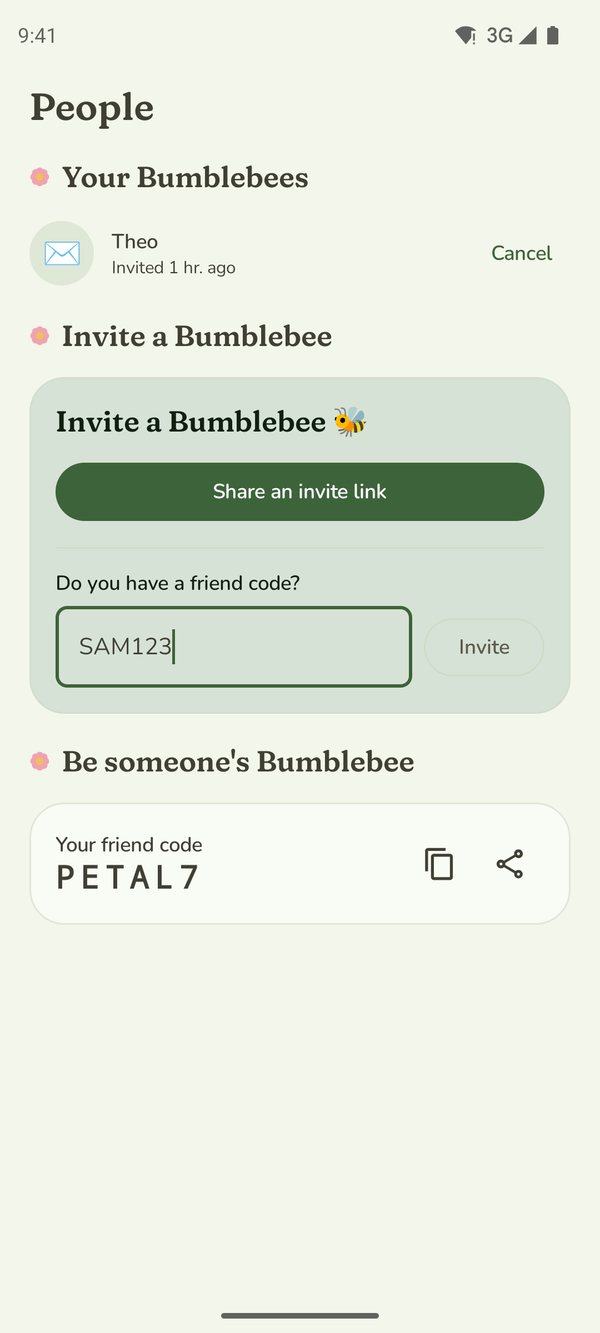 9:41
3G
People
Your Bumblebees
Theo
Invited 1 hr. ago
Cancel
Invite a Bumblebee
Invite a Bumblebee 🐝
Share an invite link
Do you have a friend code?
SAM123
Invite
Be someone's Bumblebee
Your friend code
PETAL7